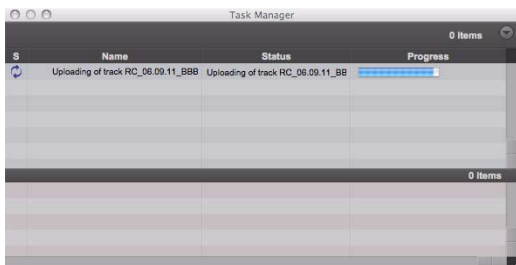 Task Manager
0 items
S Name Status Progress
Uploading of track RC_06.09.11_BBB Uploading of track RC_06.09.11_BB
0 items